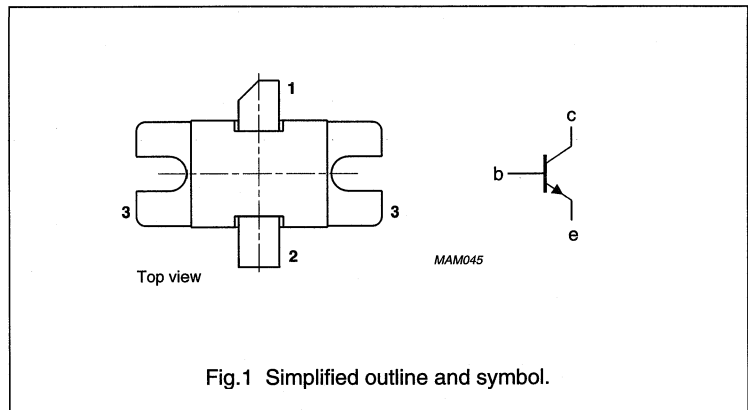 1
c
b
3
3
e
2
MAM045
Top view
Fig.1 Simplified outline and symbol.